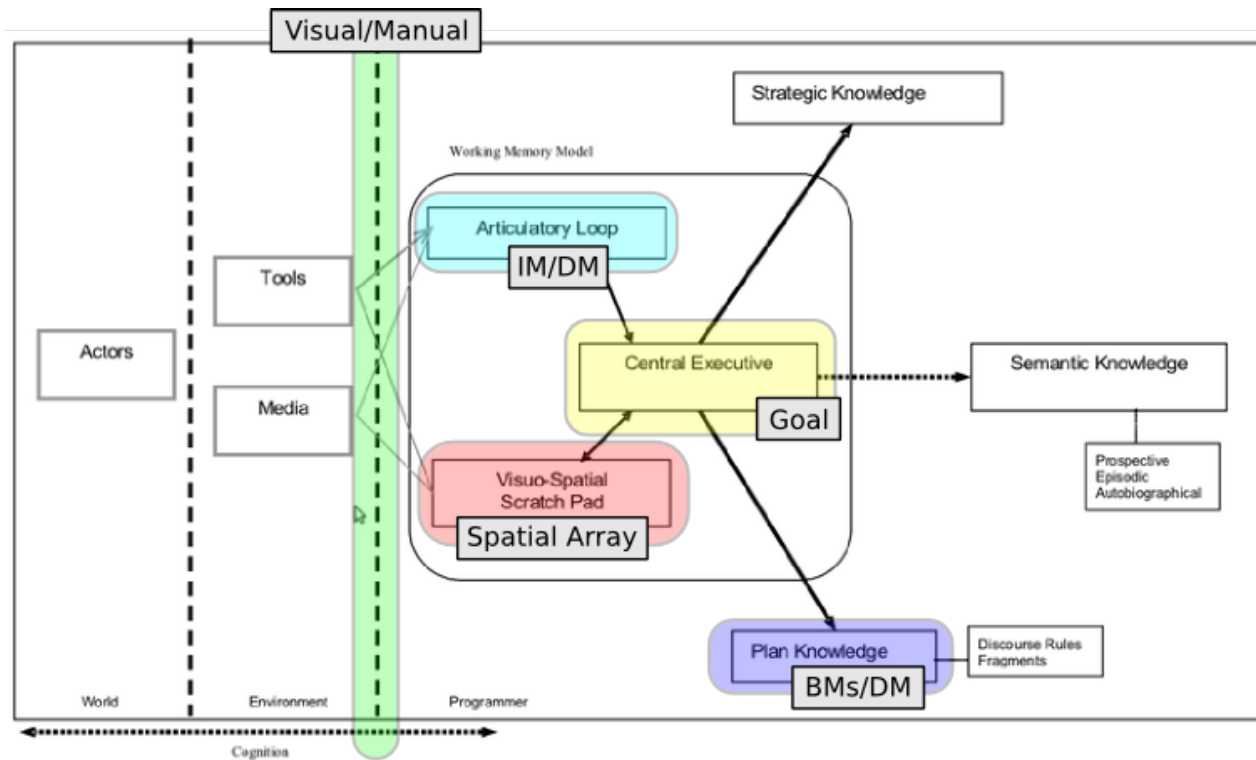 Visual/Manual
Strategic Knowledge
Working Memory Model
Articulatory Loop
IM/DM
Tools
Actors
Central Executive
Goal
Semantic Knowledge
Media
Prospective
Episodic
Autobiographical
Visuo-Spatial
Scratch Pad
Spatial Array
Plan Knowledge
BMs/DM
Discourse Rules
Fragments
World
Environment
Programmer
Cognition